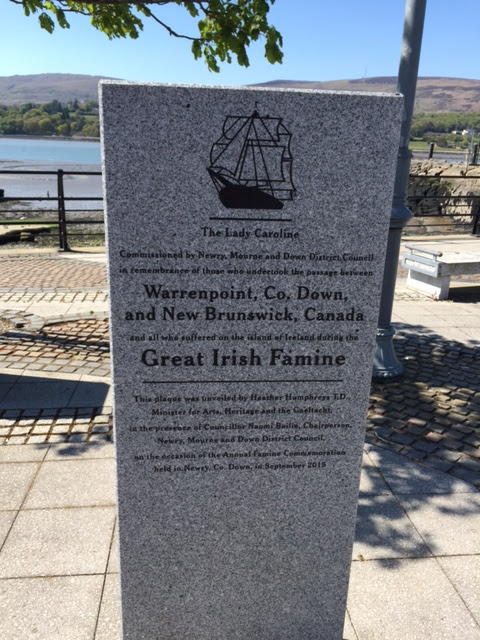 The Lady Caroline
Commissioned by Newry, Mourne and Down District Council
in remembrance of those who undertook the passage between
Warrenpoint, Co. Down,
and New Brunswick, Canada
and all who suffered on the island of Ireland during the
Great Irish Famine
This plaque was unveiled by Heather Humphreys T.D.
Minister for Arts, Heritage and the Gaeltacht,
in the presence of Councillor Naomi Bailie, Chairperson,
Newry, Mourne and Down District Council,
on the occasion of the Annual Famine Commemoration
held in Newry, Co. Down, in September 2015